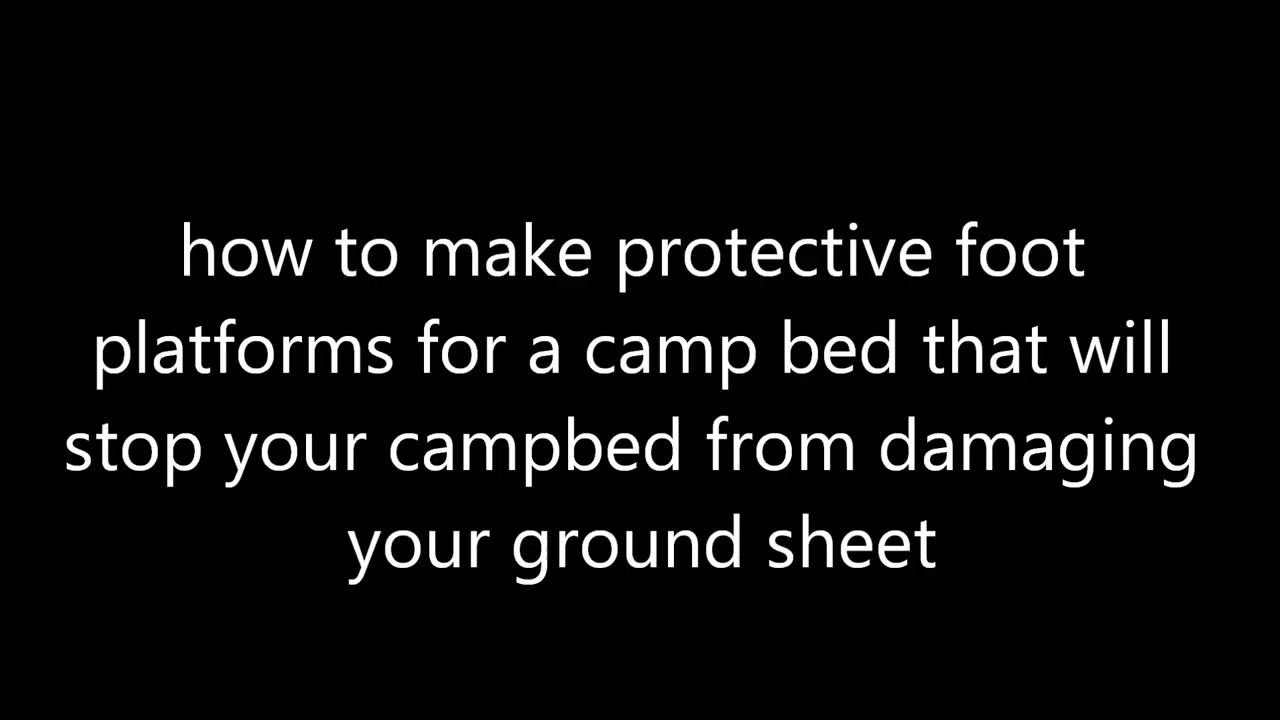 how to make protective foot
platforms for a camp bed that will
stop your campbed from damaging
your ground sheet